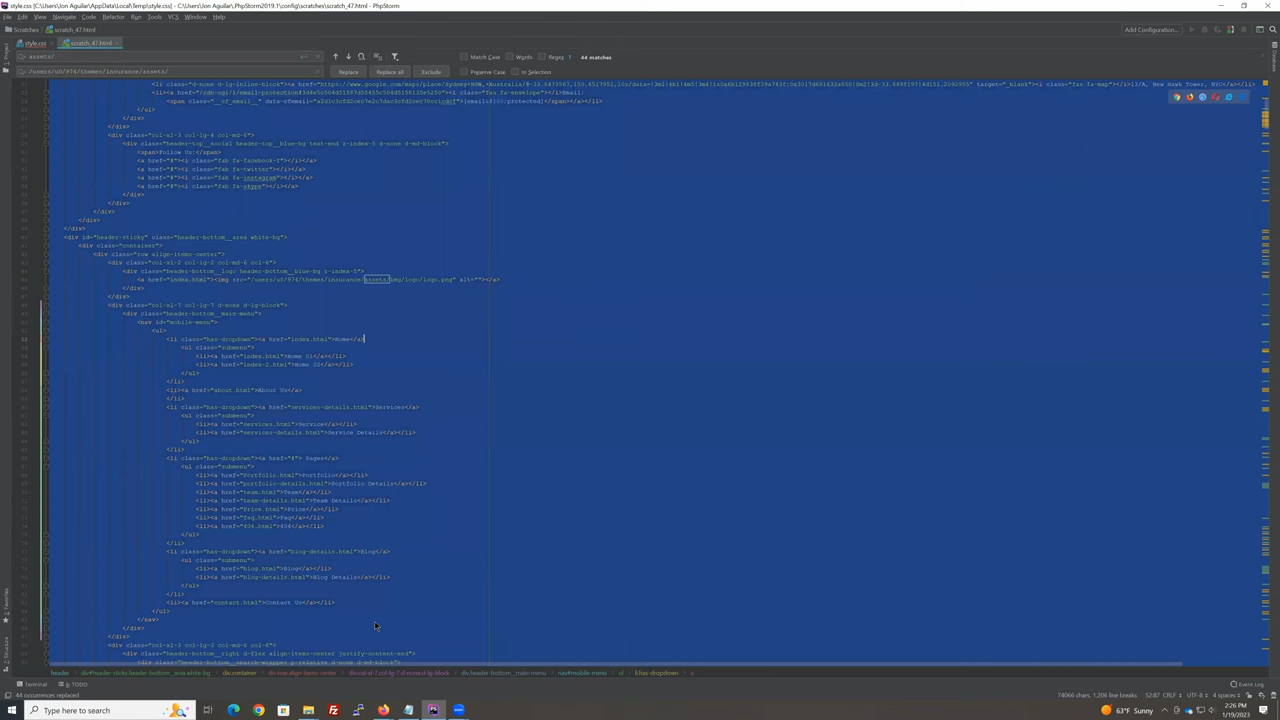 style.css [C:\Users\Jon Aguilar\AppData\Local\Temp\style.css] - C:\Users\Jon Aguilar\.PhpStorm2019.1\config\scratches\scratch_47.html - PhpStorm
File Edit View Navigate Code Refactor Run Tools VCS Window Help
Scratches scratch_47.html Add Configuration...
style.css scratch_47.html
assets/ Match Case Words Regex ? 44 matches
/users/u0/974/themes/insurance/assets/ Replace Replace all Exclude Preserve Case In Selection
</ul>
</div>
</div>
<div class="col-xl-3 col-lg-4 col-md-6">
<div class="header-top__social header-top__blue-bg text-end z-index-5 d-none d-md-block">
<span>Follow Us:</span>
<a href="#"><i class="fab fa-facebook-f"></i></a>
<a href="#"><i class="fab fa-twitter"></i></a>
<a href="#"><i class="fab fa-instagram"></i></a>
<a href="#"><i class="fab fa-skype"></i></a>
</div>
</div>
</div>
</div>
</div>
<div id="header-sticky" class="header-bottom__area white-bg">
<div class="container">
<div class="row align-items-center">
<div class="col-xl-2 col-lg-2 col-md-6 col-6">
<div class="header-bottom__logo header-bottom__blue-bg z-index-5">
<a href="index.html"><img src="/users/u0/974/themes/insurance/assets/img/logo/logo.png" alt=""></a>
</div>
</div>
<div class="col-xl-7 col-lg-7 d-none d-lg-block">
<div class="header-bottom__main-menu">
<nav id="mobile-menu">
<ul>
<li class="has-dropdown"><a href="index.html">Home</a>
<ul class="submenu">
<li><a href="index.html">Home 01</a></li>
<li><a href="index-2.html">Home 02</a></li>
</ul>
</li>
<li><a href="about.html">About Us</a>
</li>
<li class="has-dropdown"><a href="services-details.html">Services</a>
<ul class="submenu">
<li><a href="services.html">Service</a></li>
<li><a href="services-details.html">Service Details</a></li>
</ul>
</li>
<li class="has-dropdown"><a href="#"> Pages</a>
<ul class="submenu">
<li><a href="Portfolio.html">Portfolio</a></li>
<li><a href="portfolio-details.html">Portfolio Details</a></li>
<li><a href="team.html">Team</a></li>
<li><a href="team-details.html">Team Details</a></li>
<li><a href="Price.html">Price</a></li>
<li><a href="faq.html">Faq</a></li>
<li><a href="404.html">404</a></li>
</ul>
</li>
<li class="has-dropdown"><a href="blog-details.html">Blog</a>
<ul class="submenu">
<li><a href="blog.html">Blog</a></li>
<li><a href="blog-details.html">Blog Details</a></li>
</ul>
</li>
<li><a href="contact.html">Contact Us</a></li>
</ul>
</nav>
</div>
</div>
<div class="col-xl-3 col-lg-3 col-md-6 col-6">
<div class="header-bottom__right d-flex align-items-center justify-content-end">
<div class="header-bottom__search-wrapper p-relative d-none d-md-block">
header div#header-sticky.header-bottom__area.white-bg div.container div.row.align-items-center div.col-xl-7.col-lg-7.d-none.d-lg-block div.header-bottom__main-menu nav#mobile-menu ul li.has-dropdown a
Terminal 6: TODO Event Log
44 occurrences replaced 74066 chars, 1,206 line breaks 52:87 CRLF UTF-8 4 spaces
Type here to search 63°F Sunny 2:26 PM
1/19/2023